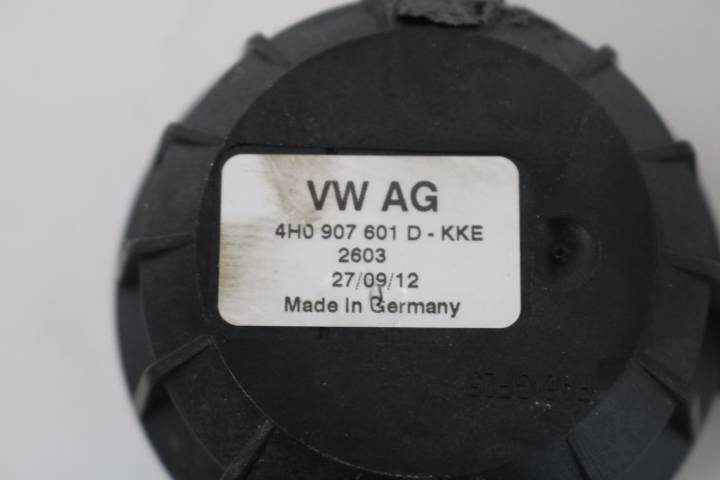 VW AG
4H0 907 601 D - KKE
2603
27/09/12
Made in Germany